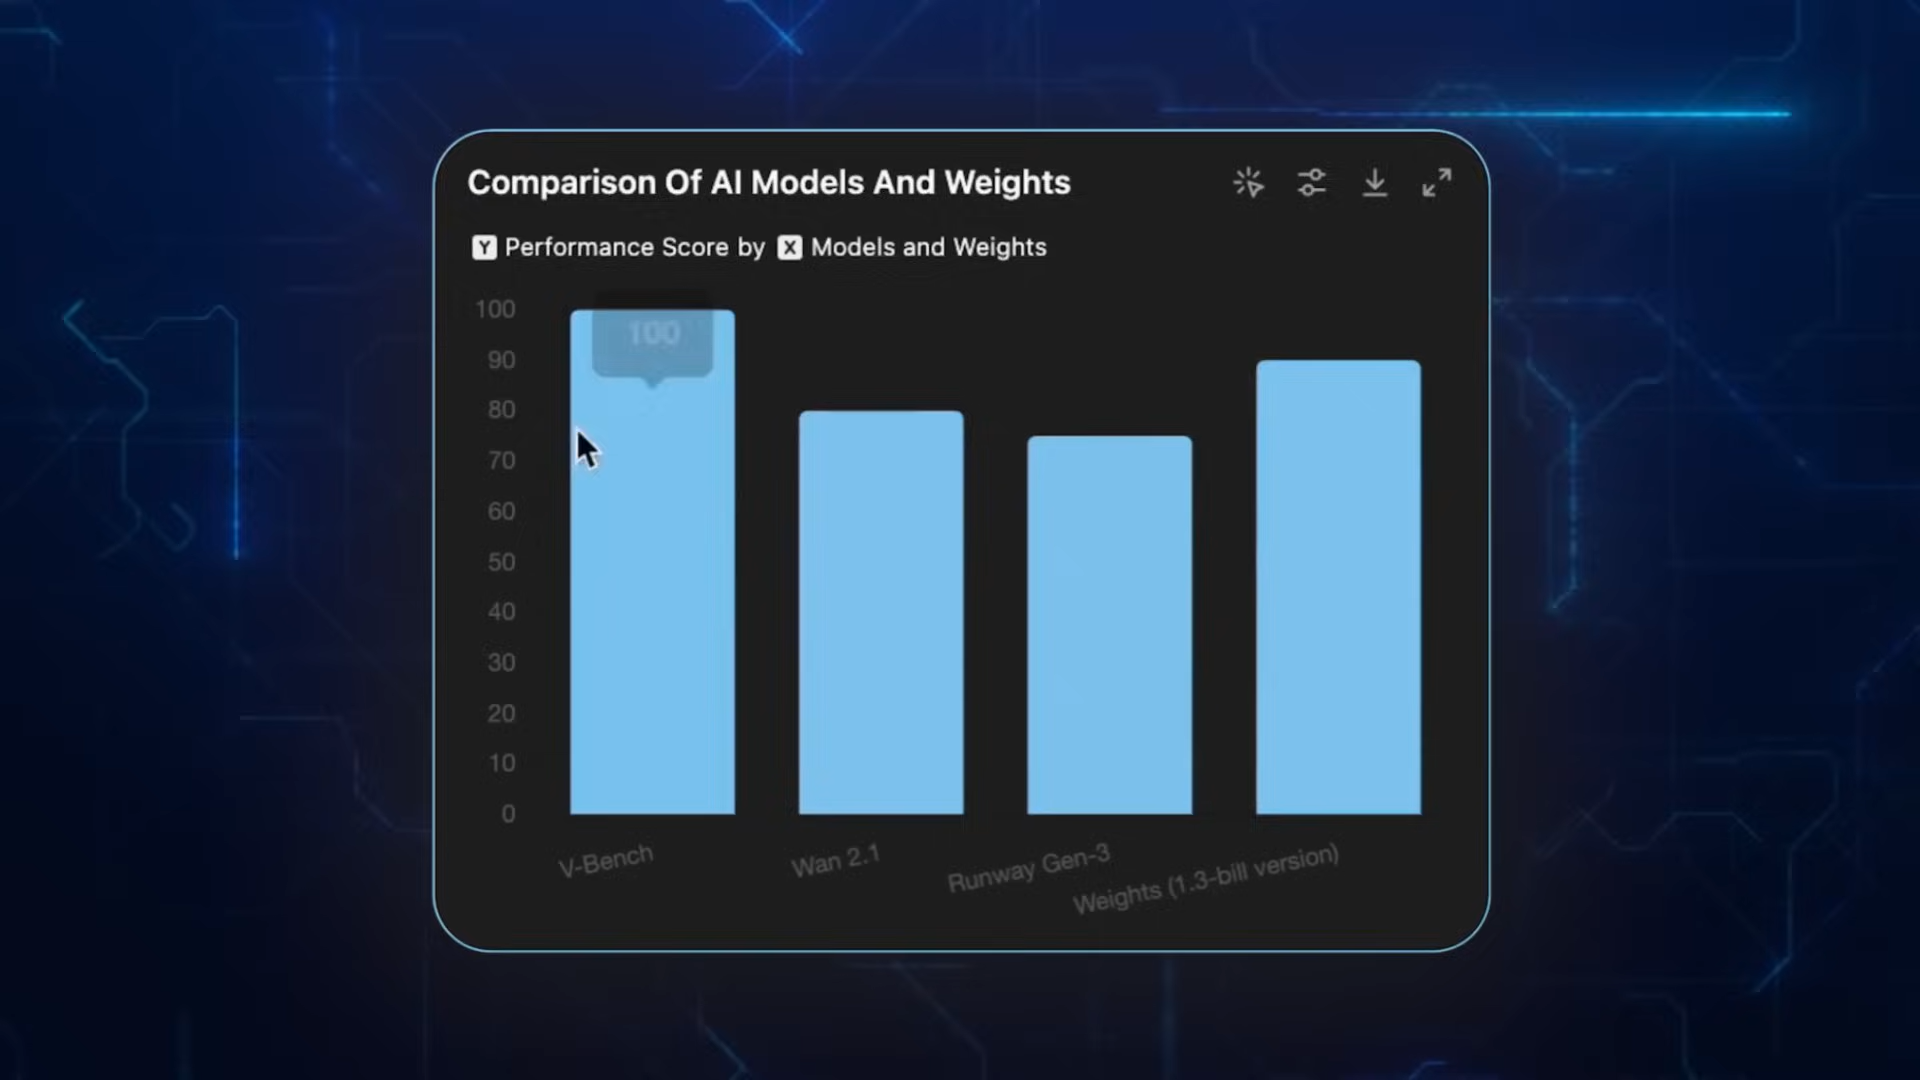 Comparison Of AI Models And Weights
Y Performance Score by X Models and Weights
100
100
90
80
70
60
50
40
30
20
10
0
V-Bench
Wan 2.1
Runway Gen-3
Weights (1.3-bill version)